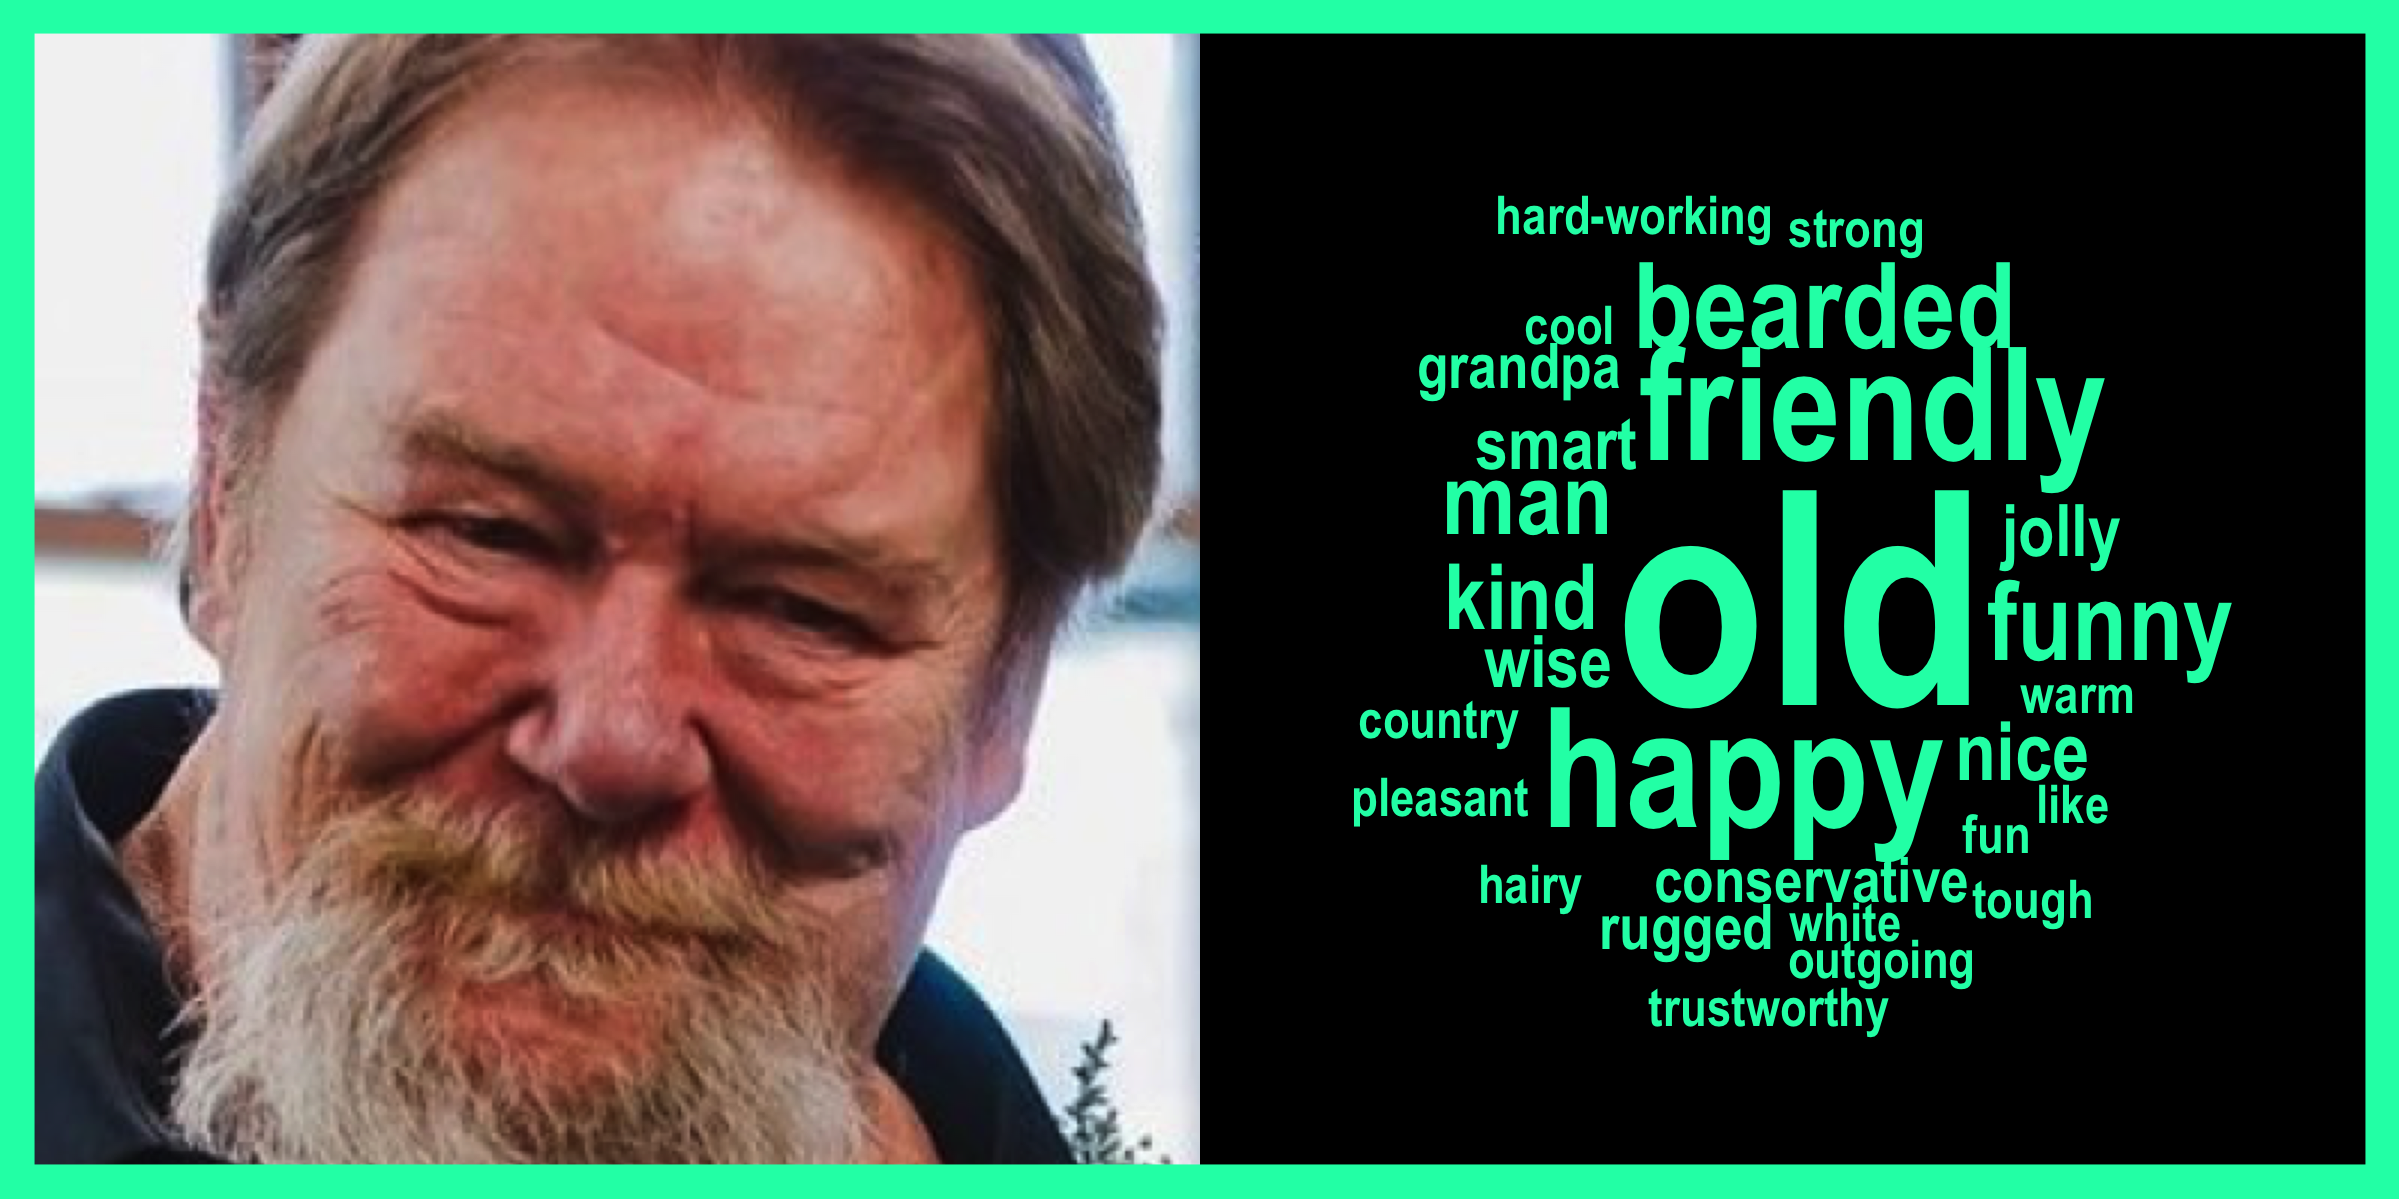 hard-working strong
bearded
cool
grandpa
friendly
smart
man
old
jolly
kind
funny
wise
warm
country
happy
nice
pleasant
like
fun
hairy
conservative
tough
rugged
white
outgoing
trustworthy